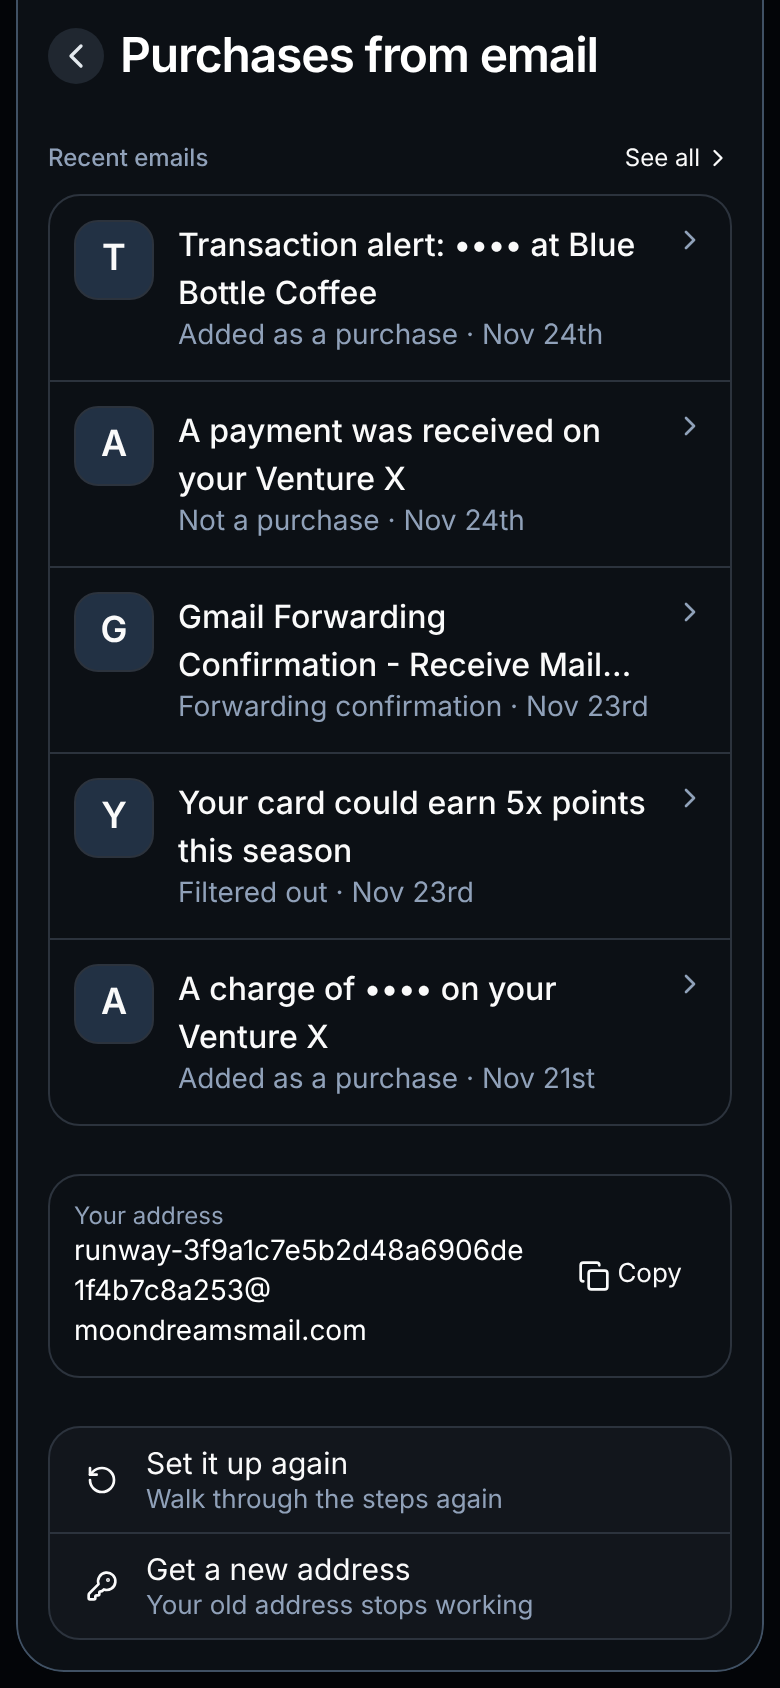 Purchases from email
Recent emails
See all
T
Transaction alert: •••• at Blue
Bottle Coffee
Added as a purchase · Nov 24th
A
A payment was received on
your Venture X
Not a purchase · Nov 24th
G
Gmail Forwarding
Confirmation - Receive Mail...
Forwarding confirmation · Nov 23rd
Y
Your card could earn 5x points
this season
Filtered out · Nov 23rd
A
A charge of •••• on your
Venture X
Added as a purchase · Nov 21st
Your address
runway-3f9a1c7e5b2d48a6906de
1f4b7c8a253@
moondreamsmail.com
Copy
Set it up again
Walk through the steps again
Get a new address
Your old address stops working